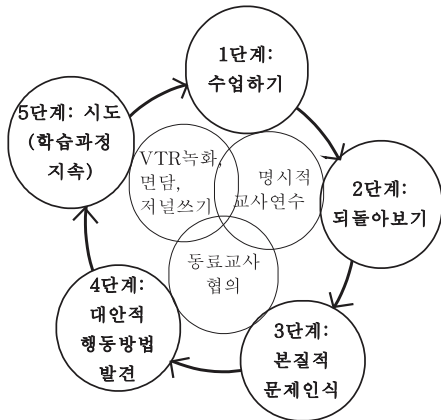 1단계:
수업하기
2단계:
되돌아보기
3단계:
본질적
문제인식
4단계:
대안적
행동방법
발견
5단계: 시도
(학습과정
지속)
VTR녹화,
면담,
저널쓰기
명시적
교사연수
동료교사
협의